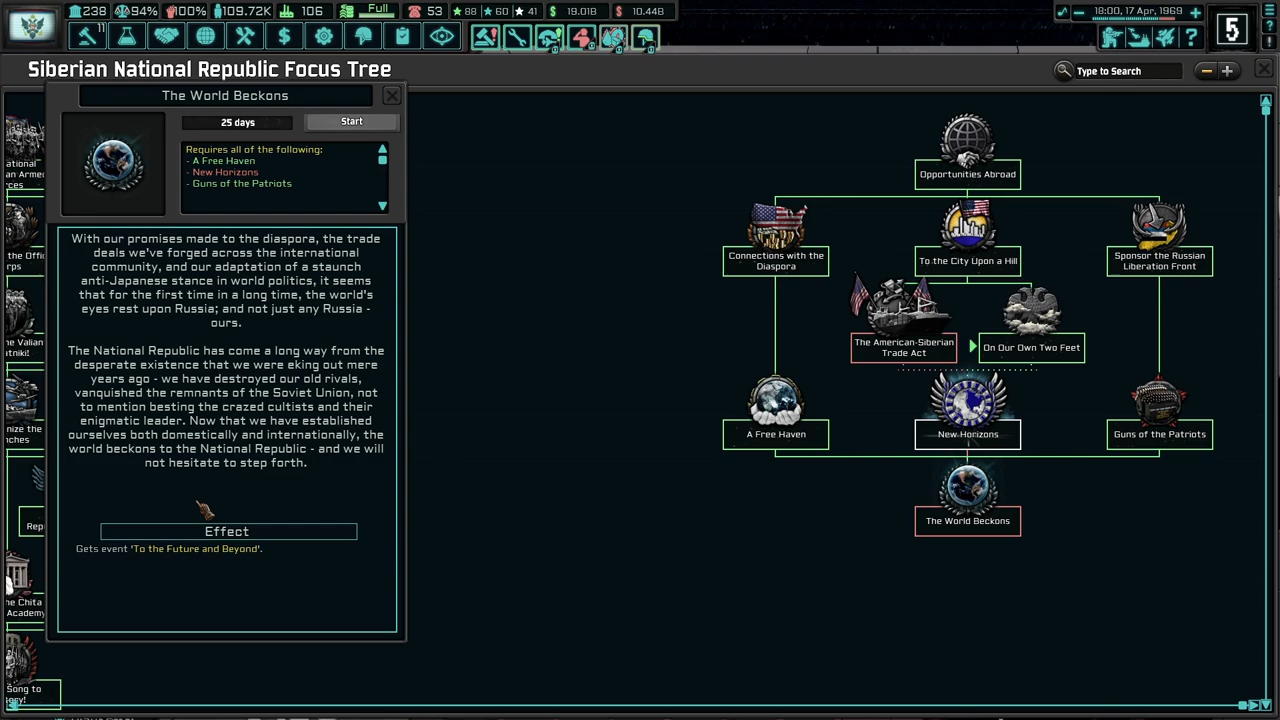 238 94% 100% 109.72K 106 Full 53 88 60 41 $ 19.01B $ 10.44B
18:00, 17 Apr, 1969
5
11
?
Siberian National Republic Focus Tree
Type to Search
The World Beckons
25 days
Start
Requires all of the following:
- A Free Haven
- New Horizons
- Guns of the Patriots
With our promises made to the diaspora, the trade
deals we've forged across the international
community, and our adaptation of a staunch
anti-Japanese stance in world politics, it seems
that for the first time in a long time, the world's
eyes rest upon Russia; and not just any Russia -
ours.
The National Republic has come a long way from the
desperate existence that we were eking out mere
years ago - we have destroyed our old rivals,
vanquished the remnants of the Soviet Union, not
to mention besting the crazed cultists and their
enigmatic leader. Now that we have established
ourselves both domestically and internationally, the
world beckons to the National Republic - and we will
not hesitate to step forth.
Effect
Gets event 'To the Future and Beyond'.
Opportunities Abroad
Connections with the
Diaspora
To the City Upon a Hill
Sponsor the Russian
Liberation Front
The American-Siberian
Trade Act
On Our Own Two Feet
A Free Haven
New Horizons
Guns of the Patriots
The World Beckons